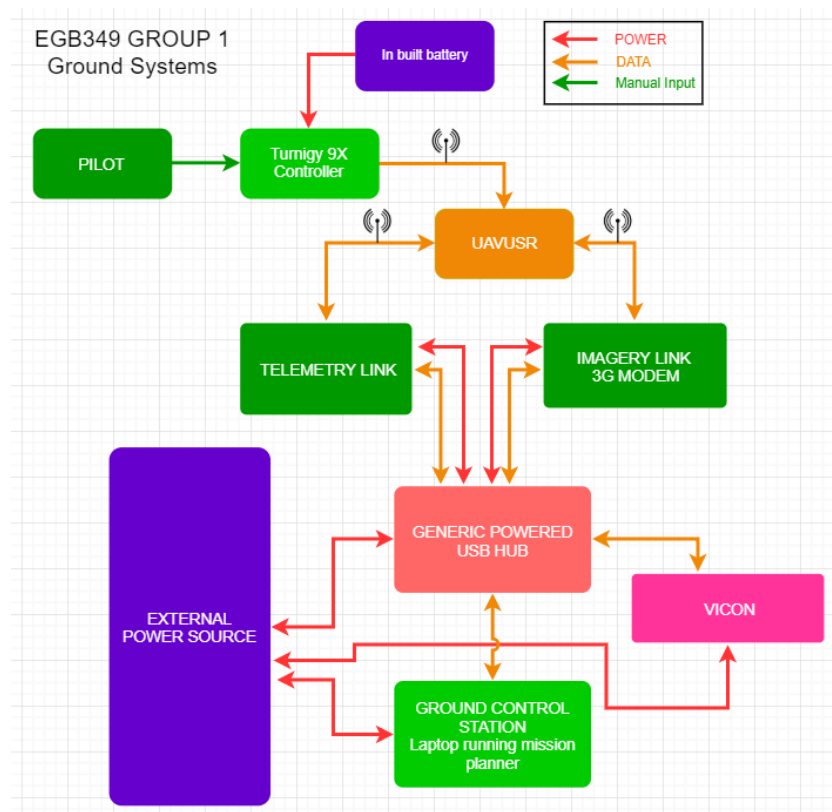 EGB349 GROUP 1
Ground Systems
In built battery
POWER
DATA
Manual Input
PILOT
Turnigy 9X
Controller
UAVUSR
TELEMETRY LINK
IMAGERY LINK
3G MODEM
GENERIC POWERED
USB HUB
VICON
EXTERNAL
POWER SOURCE
GROUND CONTROL
STATION
Laptop running mission
planner